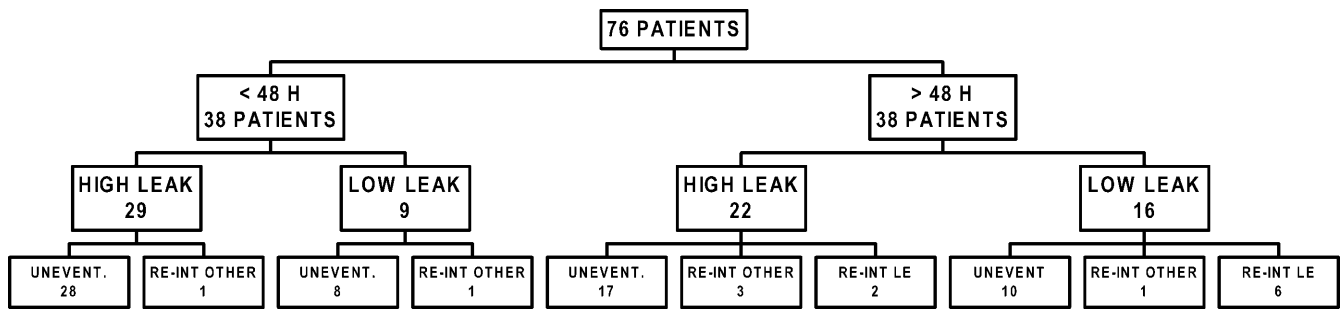 76 PATIENTS
< 48 H
38 PATIENTS
> 48 H
38 PATIENTS
HIGH LEAK
29
LOW LEAK
9
HIGH LEAK
22
LOW LEAK
16
UNEVENT.
28
RE-INT OTHER
1
UNEVENT.
8
RE-INT OTHER
1
UNEVENT.
17
RE-INT OTHER
3
RE-INT LE
2
UNEVENT
10
RE-INT OTHER
1
RE-INT LE
6